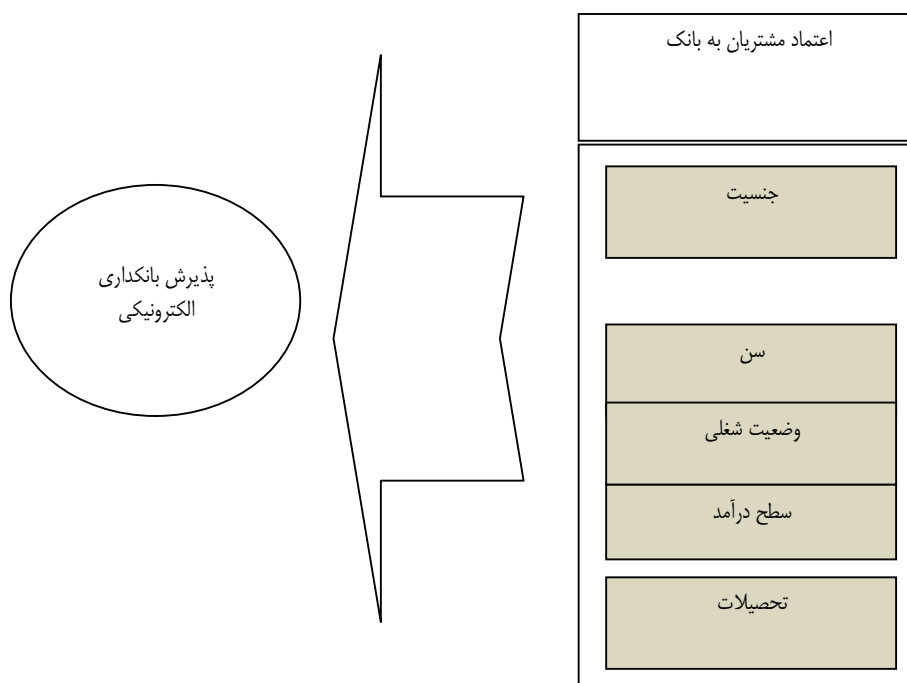 اعتماد مشتریان به بانک
جنسیت
سن
وضعیت شغلی
سطح درآمد
تحصیلات
پذیرش بانکداری
الکترونیکی